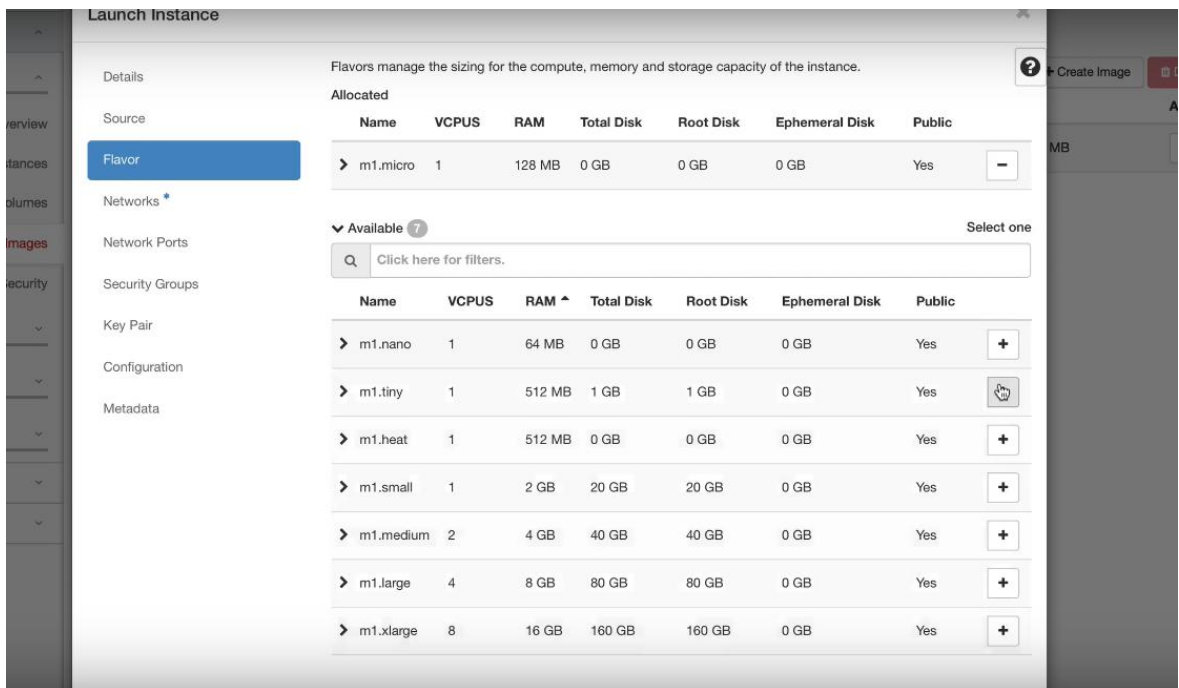 Launch Instance
Details
Source
Flavor
Networks *
Network Ports
Security Groups
Key Pair
Configuration
Metadata
Flavors manage the sizing for the compute, memory and storage capacity of the instance.
Allocated
Name VCPUS RAM Total Disk Root Disk Ephemeral Disk Public
m1.micro 1 128 MB 0 GB 0 GB 0 GB Yes
Available 7 Select one
Click here for filters.
Name VCPUS RAM Total Disk Root Disk Ephemeral Disk Public
m1.nano 1 64 MB 0 GB 0 GB 0 GB Yes +
m1.tiny 1 512 MB 1 GB 1 GB 0 GB Yes
m1.heat 1 512 MB 0 GB 0 GB 0 GB Yes +
m1.small 1 2 GB 20 GB 20 GB 0 GB Yes +
m1.medium 2 4 GB 40 GB 40 GB 0 GB Yes +
m1.large 4 8 GB 80 GB 80 GB 0 GB Yes +
m1.xlarge 8 16 GB 160 GB 160 GB 0 GB Yes +
+ Create Image
MB